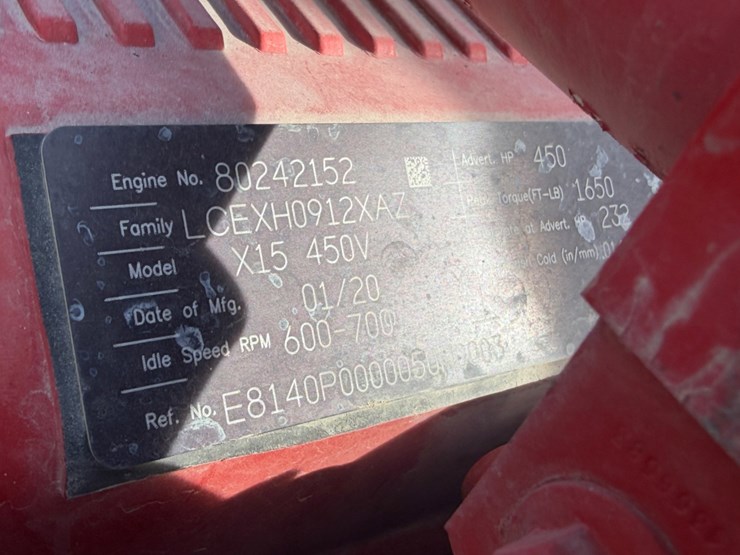 Engine No. 80242152
Family LCEXH0912XAZ
Model X15 450V
Date of Mfg. 01/20
Idle Speed RPM 600-700
Ref. No. E8140P000005
Advert. HP 450
Torque(FT-LB) 1650
at Advert. HP 232
Cold (in/mm)